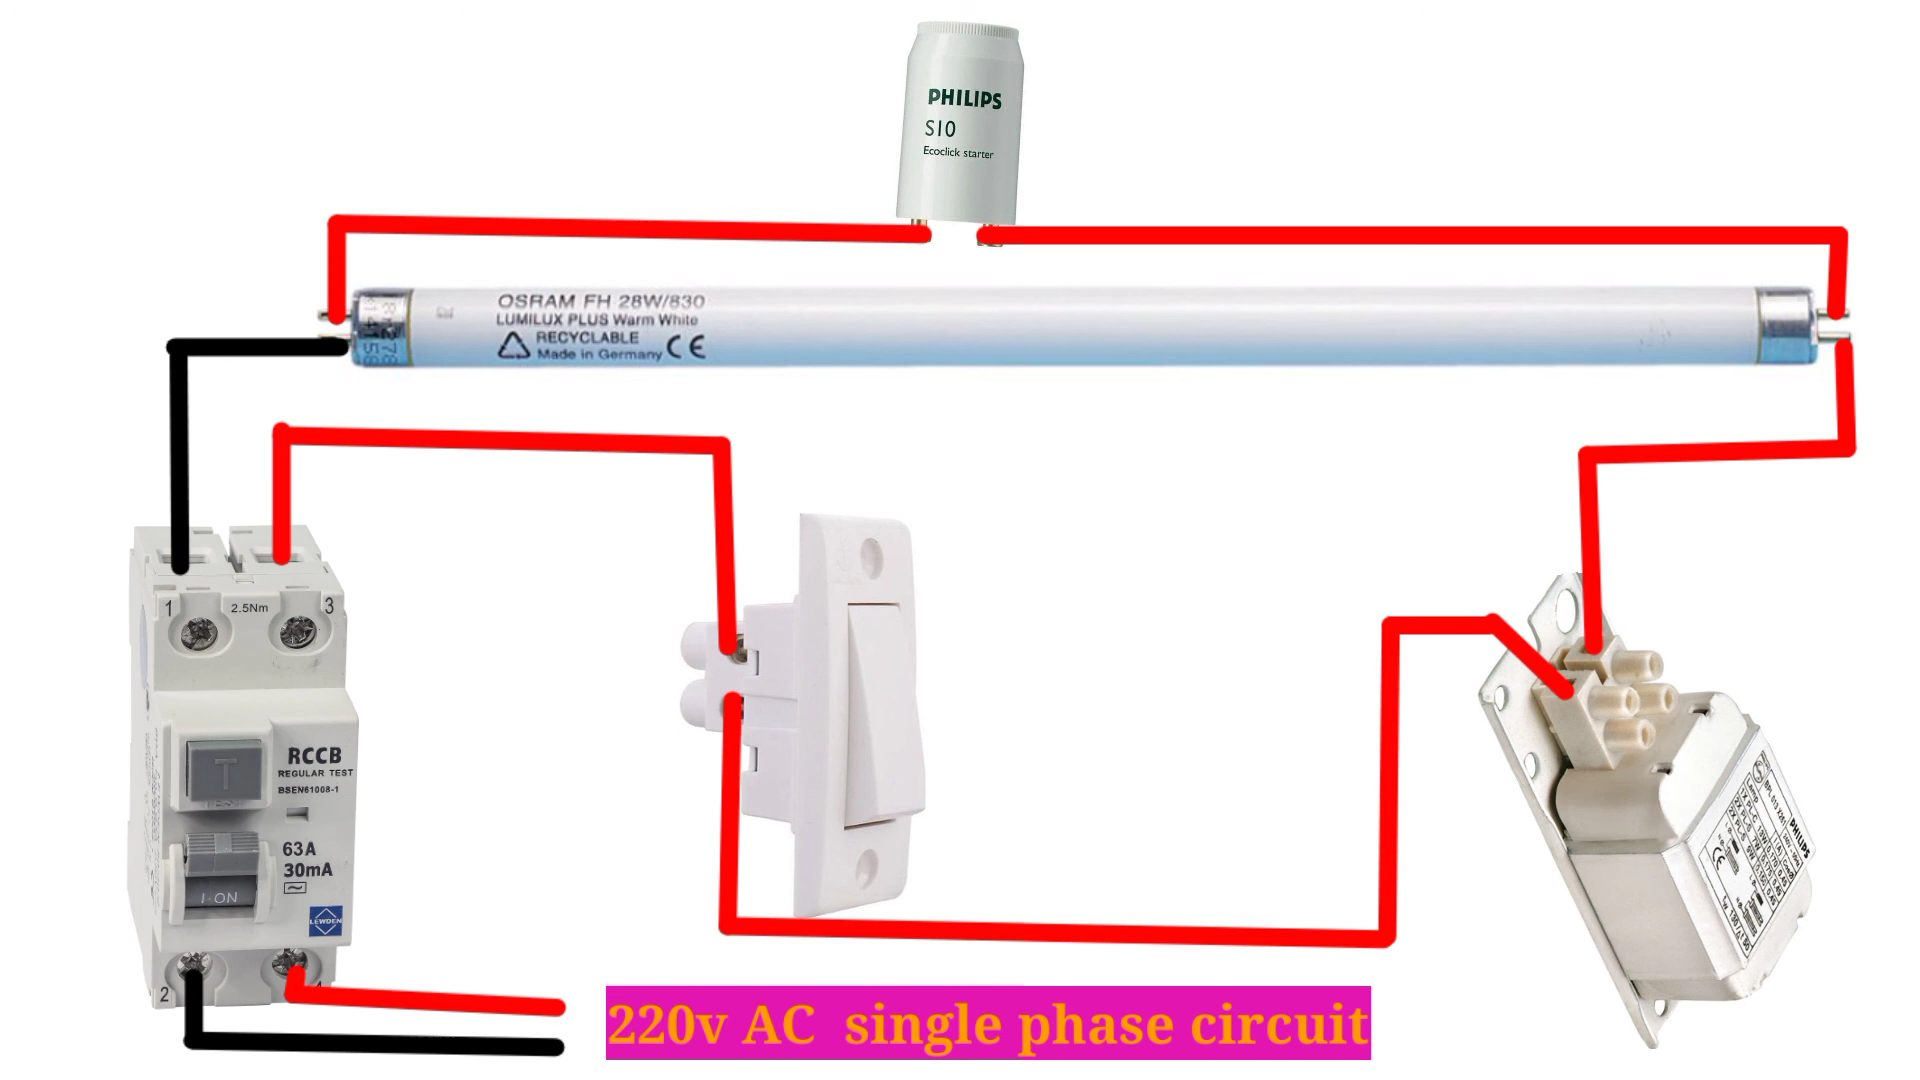 PHILIPS
S10
Ecoclick starter
OSRAM FH 28W/830
LUMILUX PLUS Warm White
RECYCLABLE
Made in Germany CE
1 2.5Nm 3
T
RCCB
REGULAR TEST
BSEN61008-1
63A
30mA
I·ON
LEWDEN
2
220v AC single phase circuit
PHILIPS